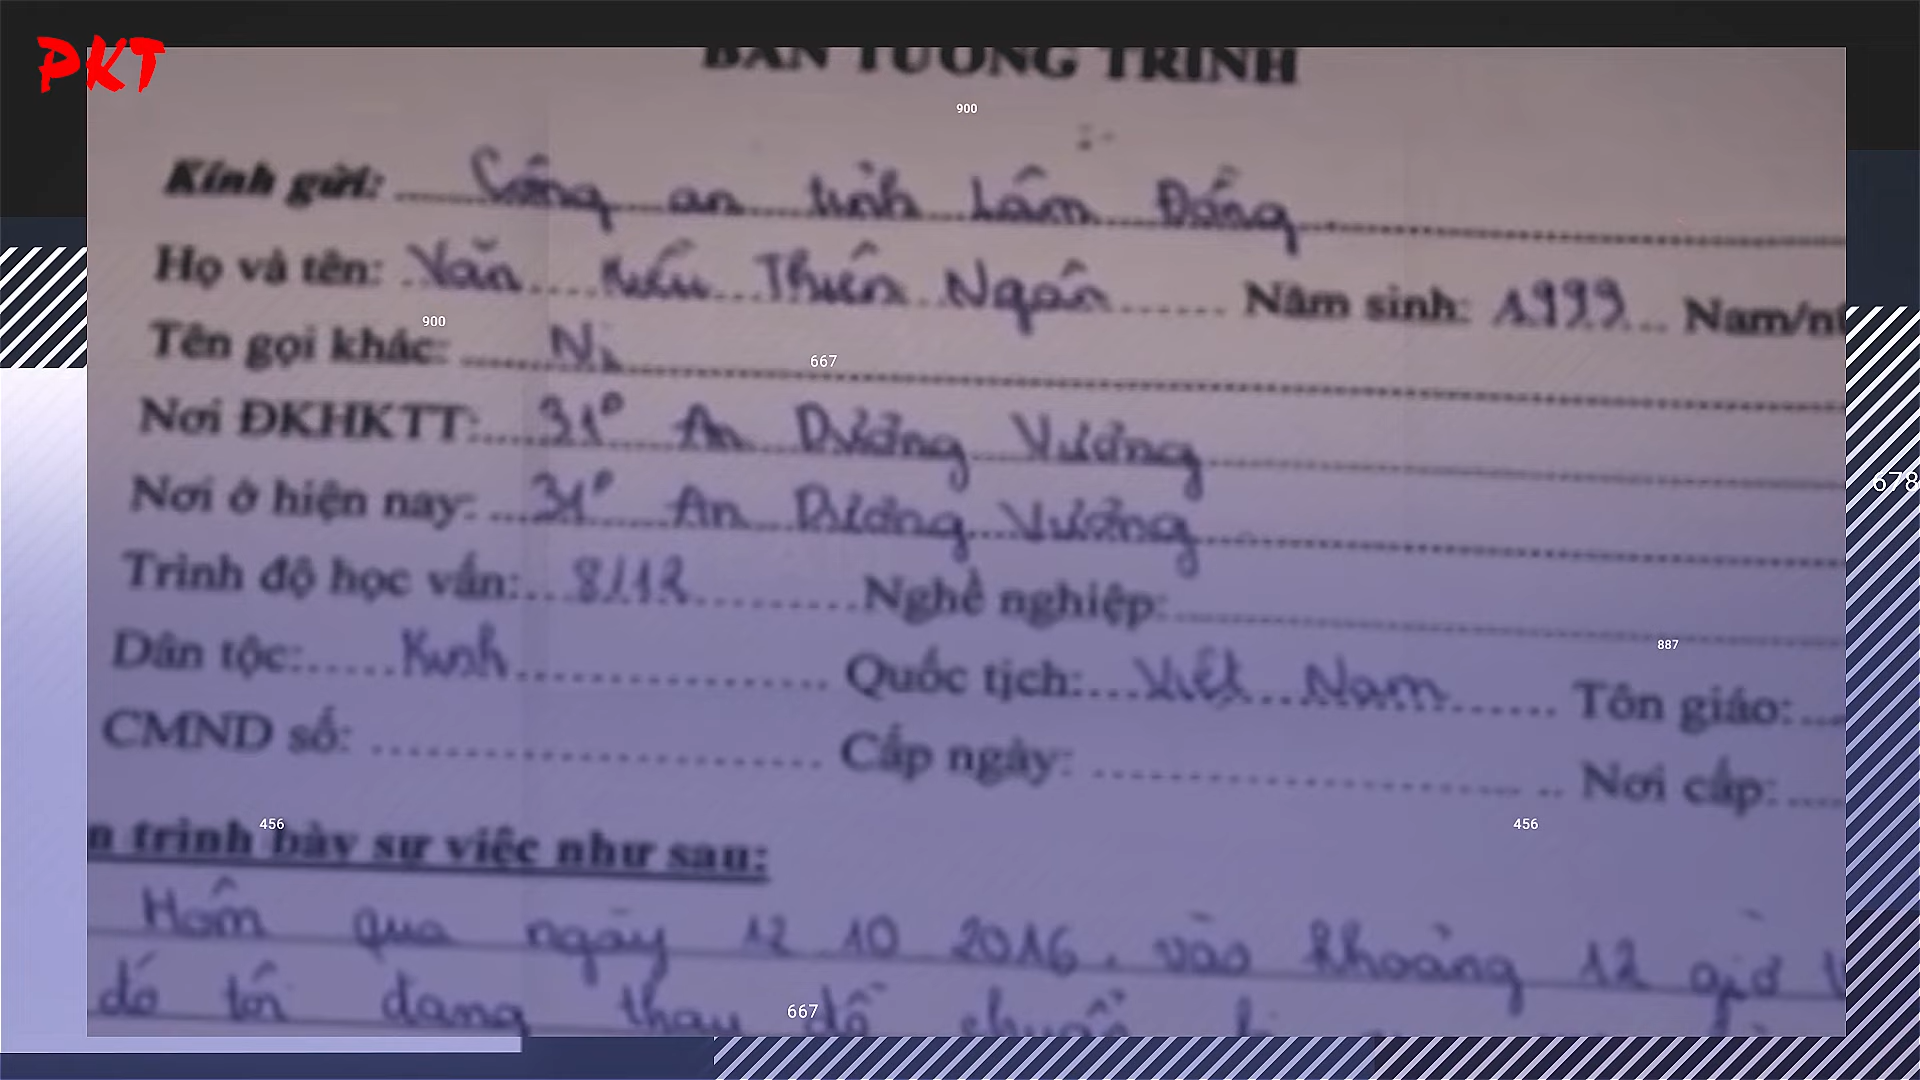 PKT
BẢN TƯỜNG TRÌNH
900
Kính gửi: Công an tỉnh Lâm Đồng
Họ và tên: Văn Kiều Thiên Ngân Năm sinh: 1999 Nam/n
900
Tên gọi khác: Ni
667
Nơi ĐKHKTT: 31ᴰ An Dương Vương
678
Nơi ở hiện nay: 31ᴰ An Dương Vương
Trình độ học vấn: 8/12 Nghề nghiệp:
887
Dân tộc: Kinh Quốc tịch: Việt Nam Tôn giáo:
CMND số: Cấp ngày: Nơi cấp:
456 456
n trình bày sự việc như sau:
Hôm qua ngày 12 10 2016, vào khoảng 12 giờ
đó tôi đang thay đồ chuẩn bị
667